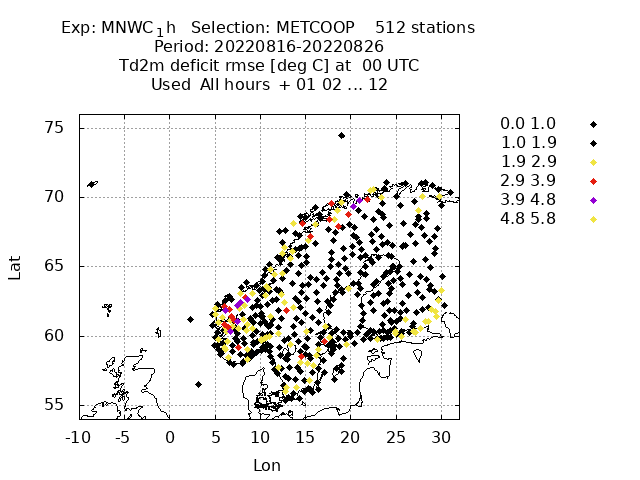 Exp: MNWC1h Selection: METCOOP 512 stations
Period: 20220816-20220826
Td2m deficit rmse [deg C] at 00 UTC
Used All hours + 01 02 ... 12
0.0 1.0
1.0 1.9
1.9 2.9
2.9 3.9
3.9 4.8
4.8 5.8
75
70
65
60
55
Lat
-10 -5 0 5 10 15 20 25 30
Lon